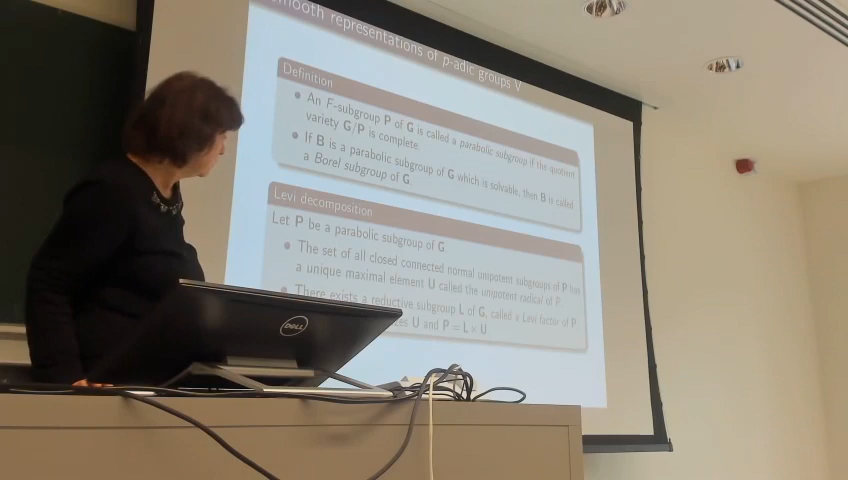 Smooth representations of p-adic groups V
Definition
• An F-subgroup P of G is called a parabolic subgroup if the quotient
variety G/P is complete.
• If B is a parabolic subgroup of G which is solvable, then B is called
a Borel subgroup of G.
Levi decomposition
Let P be a parabolic subgroup of G
• The set of all closed connected normal unipotent subgroups of P has
a unique maximal element U called the unipotent radical of P.
• There exists a reductive subgroup L of G, called a Levi factor of P
U and P = L ⋉ U
DELL